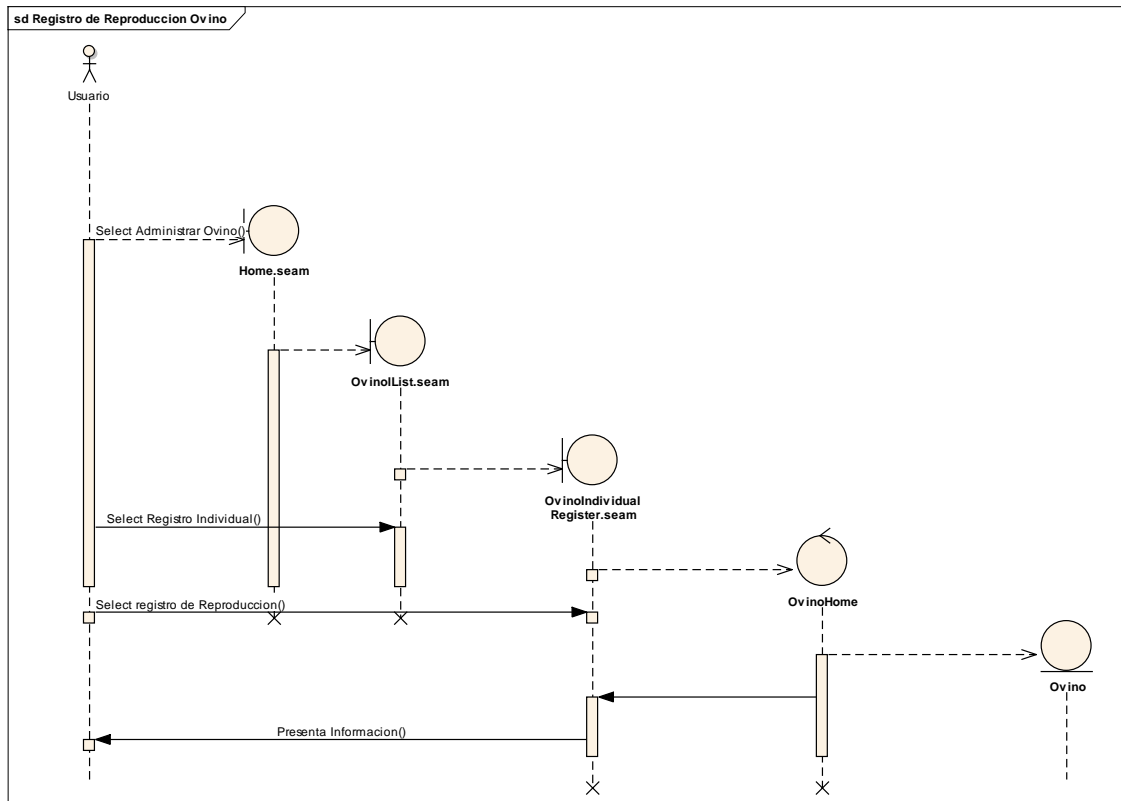 sd Registro de Reproduccion Ovino
Usuario
Select Administrar Ovino()
Home.seam
OvinolList.seam
OvinoIndividual
Register.seam
Select Registro Individual()
OvinoHome
Select registro de Reproduccion()
Ovino
Presenta Informacion()